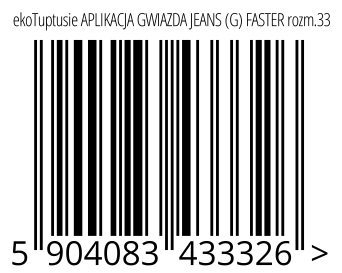 ekoTuptusie APLIKACJA GWIAZDA JEANS (G) FASTER rozm.33
5 904083 433326 >